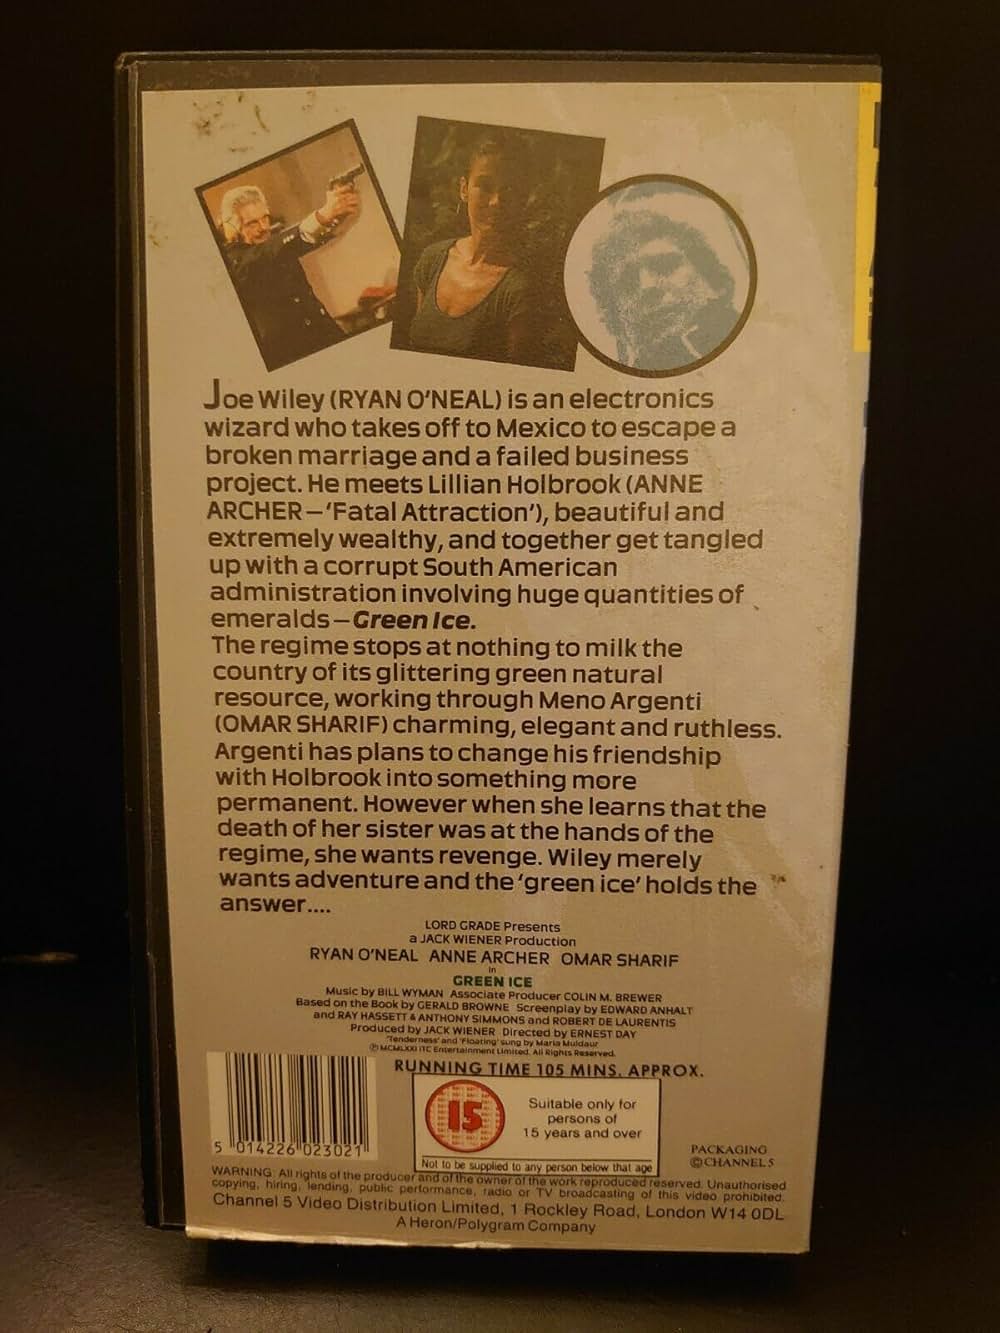 Joe Wiley (RYAN O'NEAL) is an electronics
wizard who takes off to Mexico to escape a
broken marriage and a failed business
project. He meets Lillian Holbrook (ANNE
ARCHER–'Fatal Attraction'), beautiful and
extremely wealthy, and together get tangled
up with a corrupt South American
administration involving huge quantities of
emeralds–Green Ice.
The regime stops at nothing to milk the
country of its glittering green natural
resource, working through Meno Argenti
(OMAR SHARIF) charming, elegant and ruthless.
Argenti has plans to change his friendship
with Holbrook into something more
permanent. However when she learns that the
death of her sister was at the hands of the
regime, she wants revenge. Wiley merely
wants adventure and the 'green ice' holds the
answer....
LORD GRADE Presents
a JACK WIENER Production
RYAN O'NEAL ANNE ARCHER OMAR SHARIF
in
GREEN ICE
Music by BILL WYMAN Associate Producer COLIN M. BREWER
Based on the Book by GERALD BROWNE Screenplay by EDWARD ANHALT
and RAY HASSETT & ANTHONY SIMMONS and ROBERT DE LAURENTIS
Produced by JACK WIENER Directed by ERNEST DAY
'Tenderness' and 'Floating' sung by Maria Muldaur
Ⓟ MCMLXXI ITC Entertainment Limited. All Rights Reserved.
RUNNING TIME 105 MINS. APPROX.
15
Suitable only for
persons of
15 years and over
Not to be supplied to any person below that age
5 014226 023021
PACKAGING
© CHANNEL 5
WARNING: All rights of the producer and of the owner of the work reproduced reserved. Unauthorised
copying, hiring, lending, public performance, radio or TV broadcasting of this video prohibited.
Channel 5 Video Distribution Limited, 1 Rockley Road, London W14 0DL
A Heron/Polygram Company